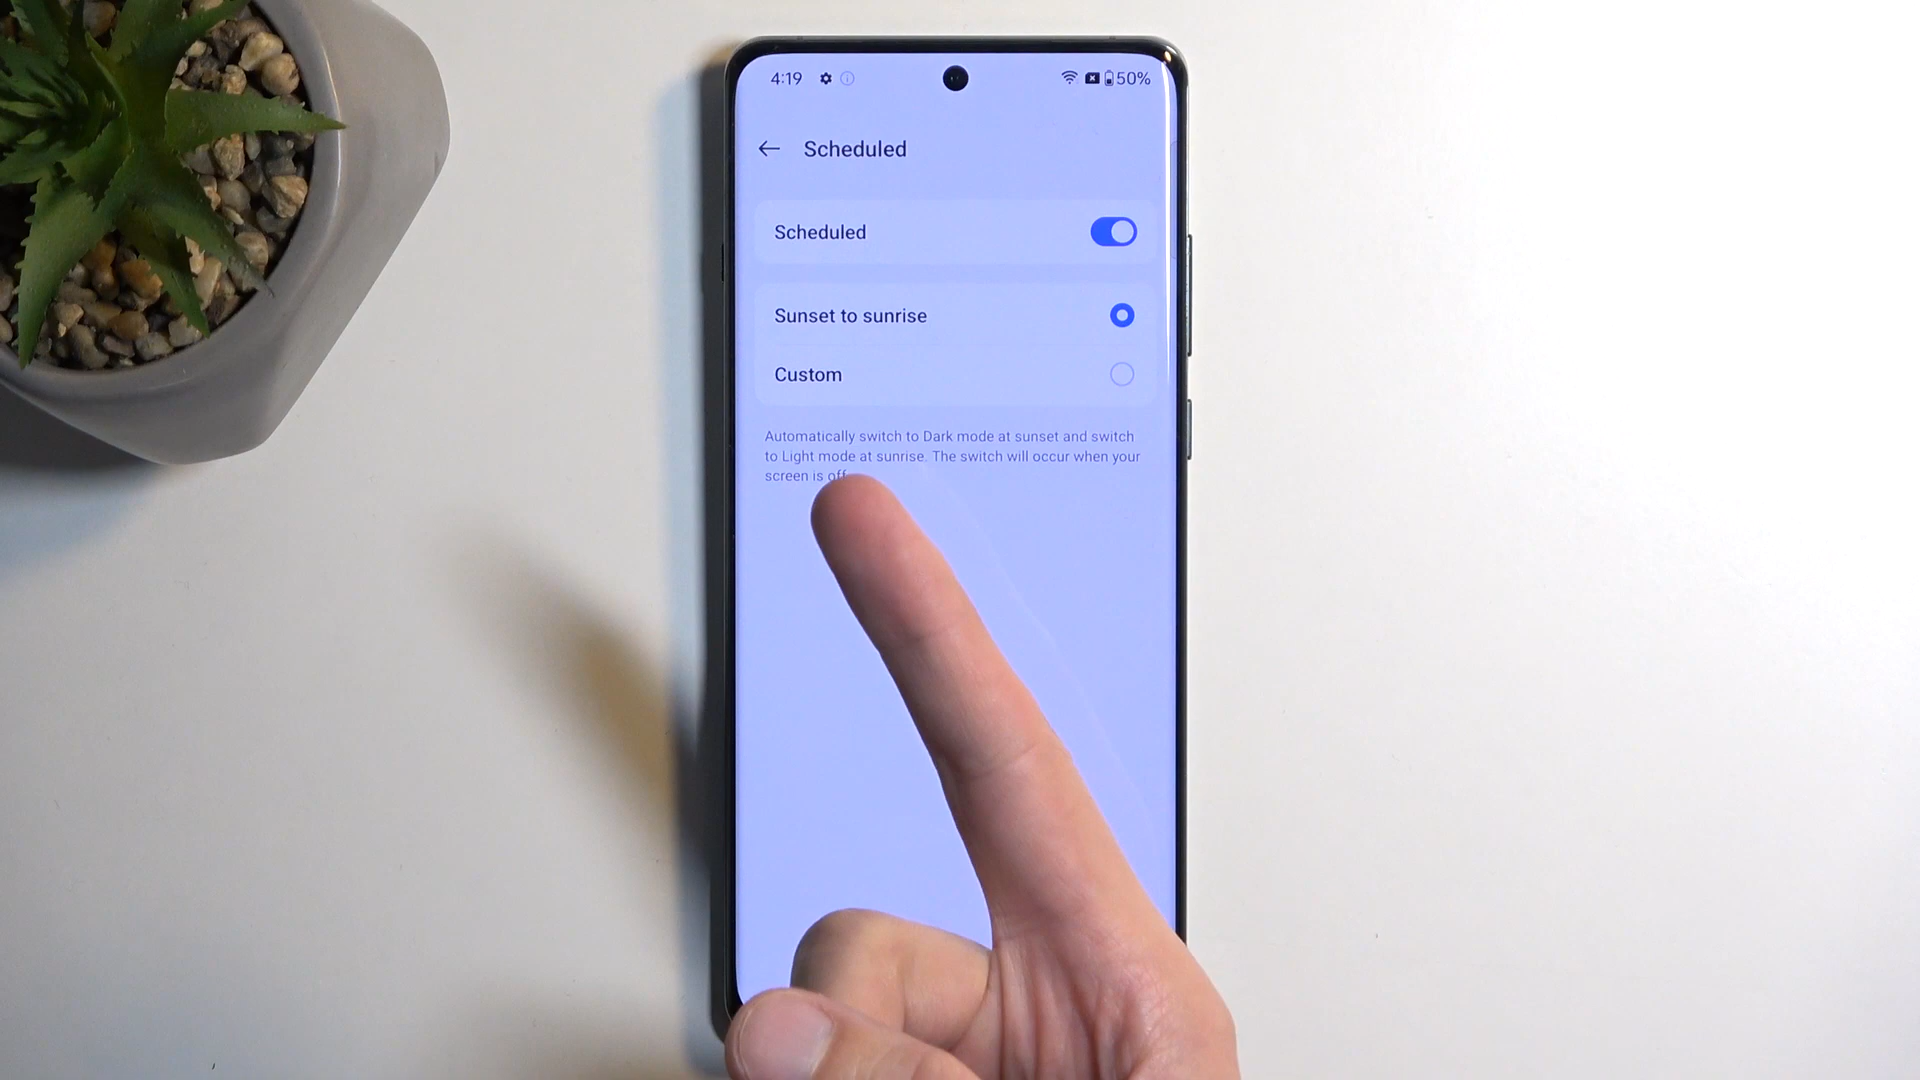 4:19 50%
Scheduled
Scheduled
Sunset to sunrise
Custom
Automatically switch to Dark mode at sunset and switch
to Light mode at sunrise. The switch will occur when your
screen is off